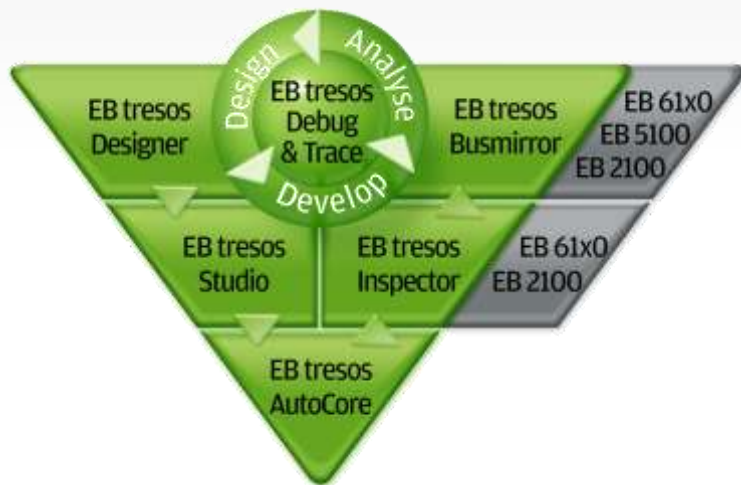 Design
Analyse
Develop
EB tresos
Debug
& Trace
EB tresos
Designer
EB tresos
Busmirror
EB 61x0
EB 5100
EB 2100
EB tresos
Studio
EB tresos
Inspector
EB 61x0
EB 2100
EB tresos
AutoCore